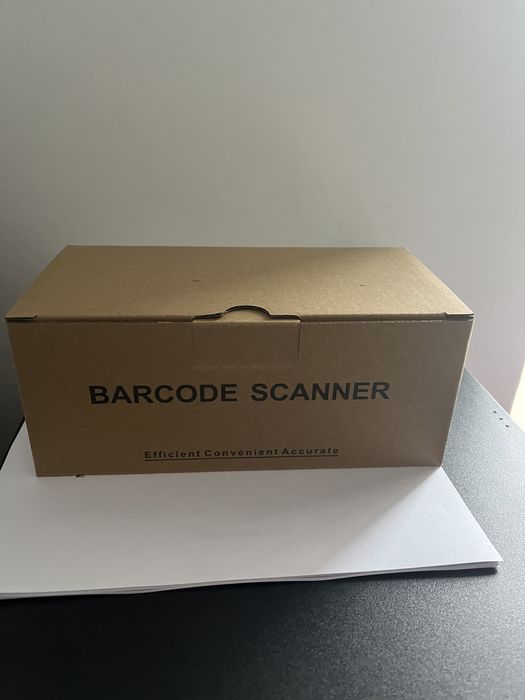 BARCODE SCANNER
Efficient Convenient Accurate